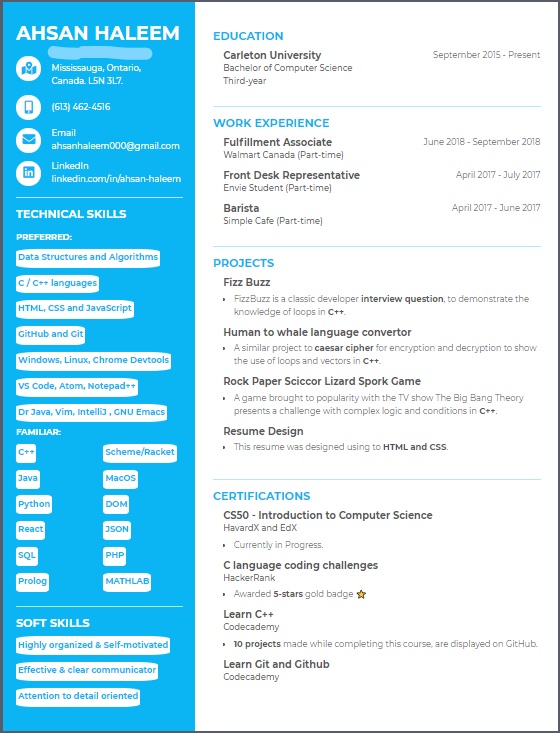 AHSAN HALEEM
Mississauga, Ontario,
Canada. L5N 3L7.
(613) 462-4516
Email
ahsanhaleem000@gmail.com
LinkedIn
linkedin.com/in/ahsan-haleem
TECHNICAL SKILLS
PREFERRED:
Data Structures and Algorithms
C / C++ languages
HTML, CSS and JavaScript
GitHub and Git
Windows, Linux, Chrome Devtools
VS Code, Atom, Notepad++
Dr Java, Vim, IntelliJ , GNU Emacs
FAMILIAR:
C++ Scheme/Racket
Java MacOS
Python DOM
React JSON
SQL PHP
Prolog MATHLAB
SOFT SKILLS
Highly organized & Self-motivated
Effective & clear communicator
Attention to detail oriented
EDUCATION
Carleton University September 2015 - Present
Bachelor of Computer Science
Third-year
WORK EXPERIENCE
Fulfillment Associate June 2018 - September 2018
Walmart Canada (Part-time)
Front Desk Representative April 2017 - July 2017
Envie Student (Part-time)
Barista April 2017 - June 2017
Simple Cafe (Part-time)
PROJECTS
Fizz Buzz
• FizzBuzz is a classic developer interview question, to demonstrate the
knowledge of loops in C++.
Human to whale language convertor
• A similar project to caesar cipher for encryption and decryption to show
the use of loops and vectors in C++.
Rock Paper Sciccor Lizard Spork Game
• A game brought to popularity with the TV show The Big Bang Theory
presents a challenge with complex logic and conditions in C++.
Resume Design
• This resume was designed using to HTML and CSS.
CERTIFICATIONS
CS50 - Introduction to Computer Science
HavardX and EdX
• Currently in Progress.
C language coding challenges
HackerRank
• Awarded 5-stars gold badge ⭐
Learn C++
Codecademy
• 10 projects made while completing this course, are displayed on GitHub.
Learn Git and Github
Codecademy